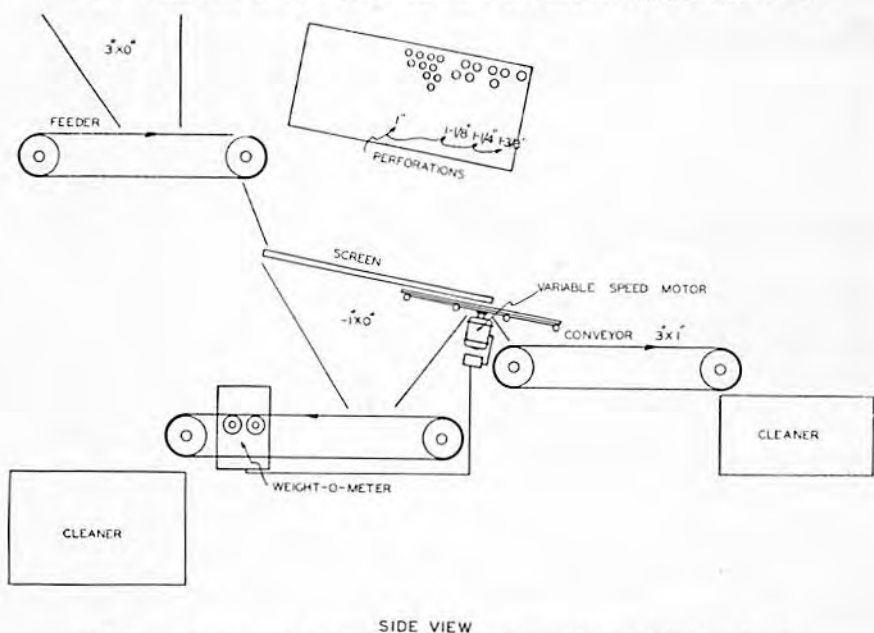 3"X0"
FEEDER
1"
1-1/8"
1-1/4"
1-3/8"
PERFORATIONS
SCREEN
VARIABLE SPEED MOTOR
-1"X0"
CONVEYOR
3"X1"
CLEANER
WEIGHT-O-METER
CLEANER
SIDE VIEW